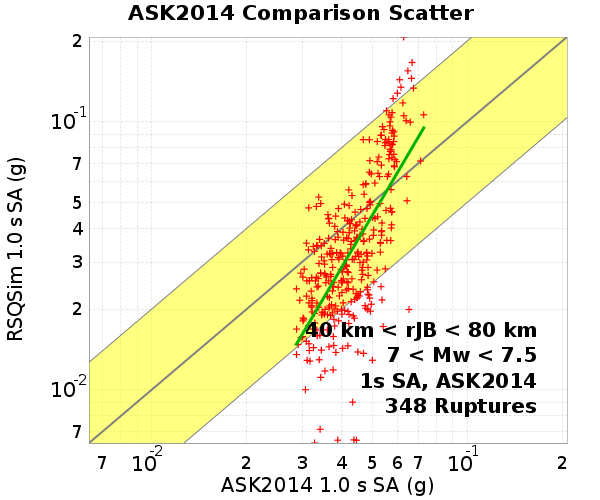 ASK2014 Comparison Scatter
2
10-1
7
5
4
3
2
10-2
7
RSQSim 1.0 s SA (g)
40 km < rJB < 80 km
7 < Mw < 7.5
1s SA, ASK2014
348 Ruptures
7 10-2 2 3 4 5 6 7 10-1 2
ASK2014 1.0 s SA (g)